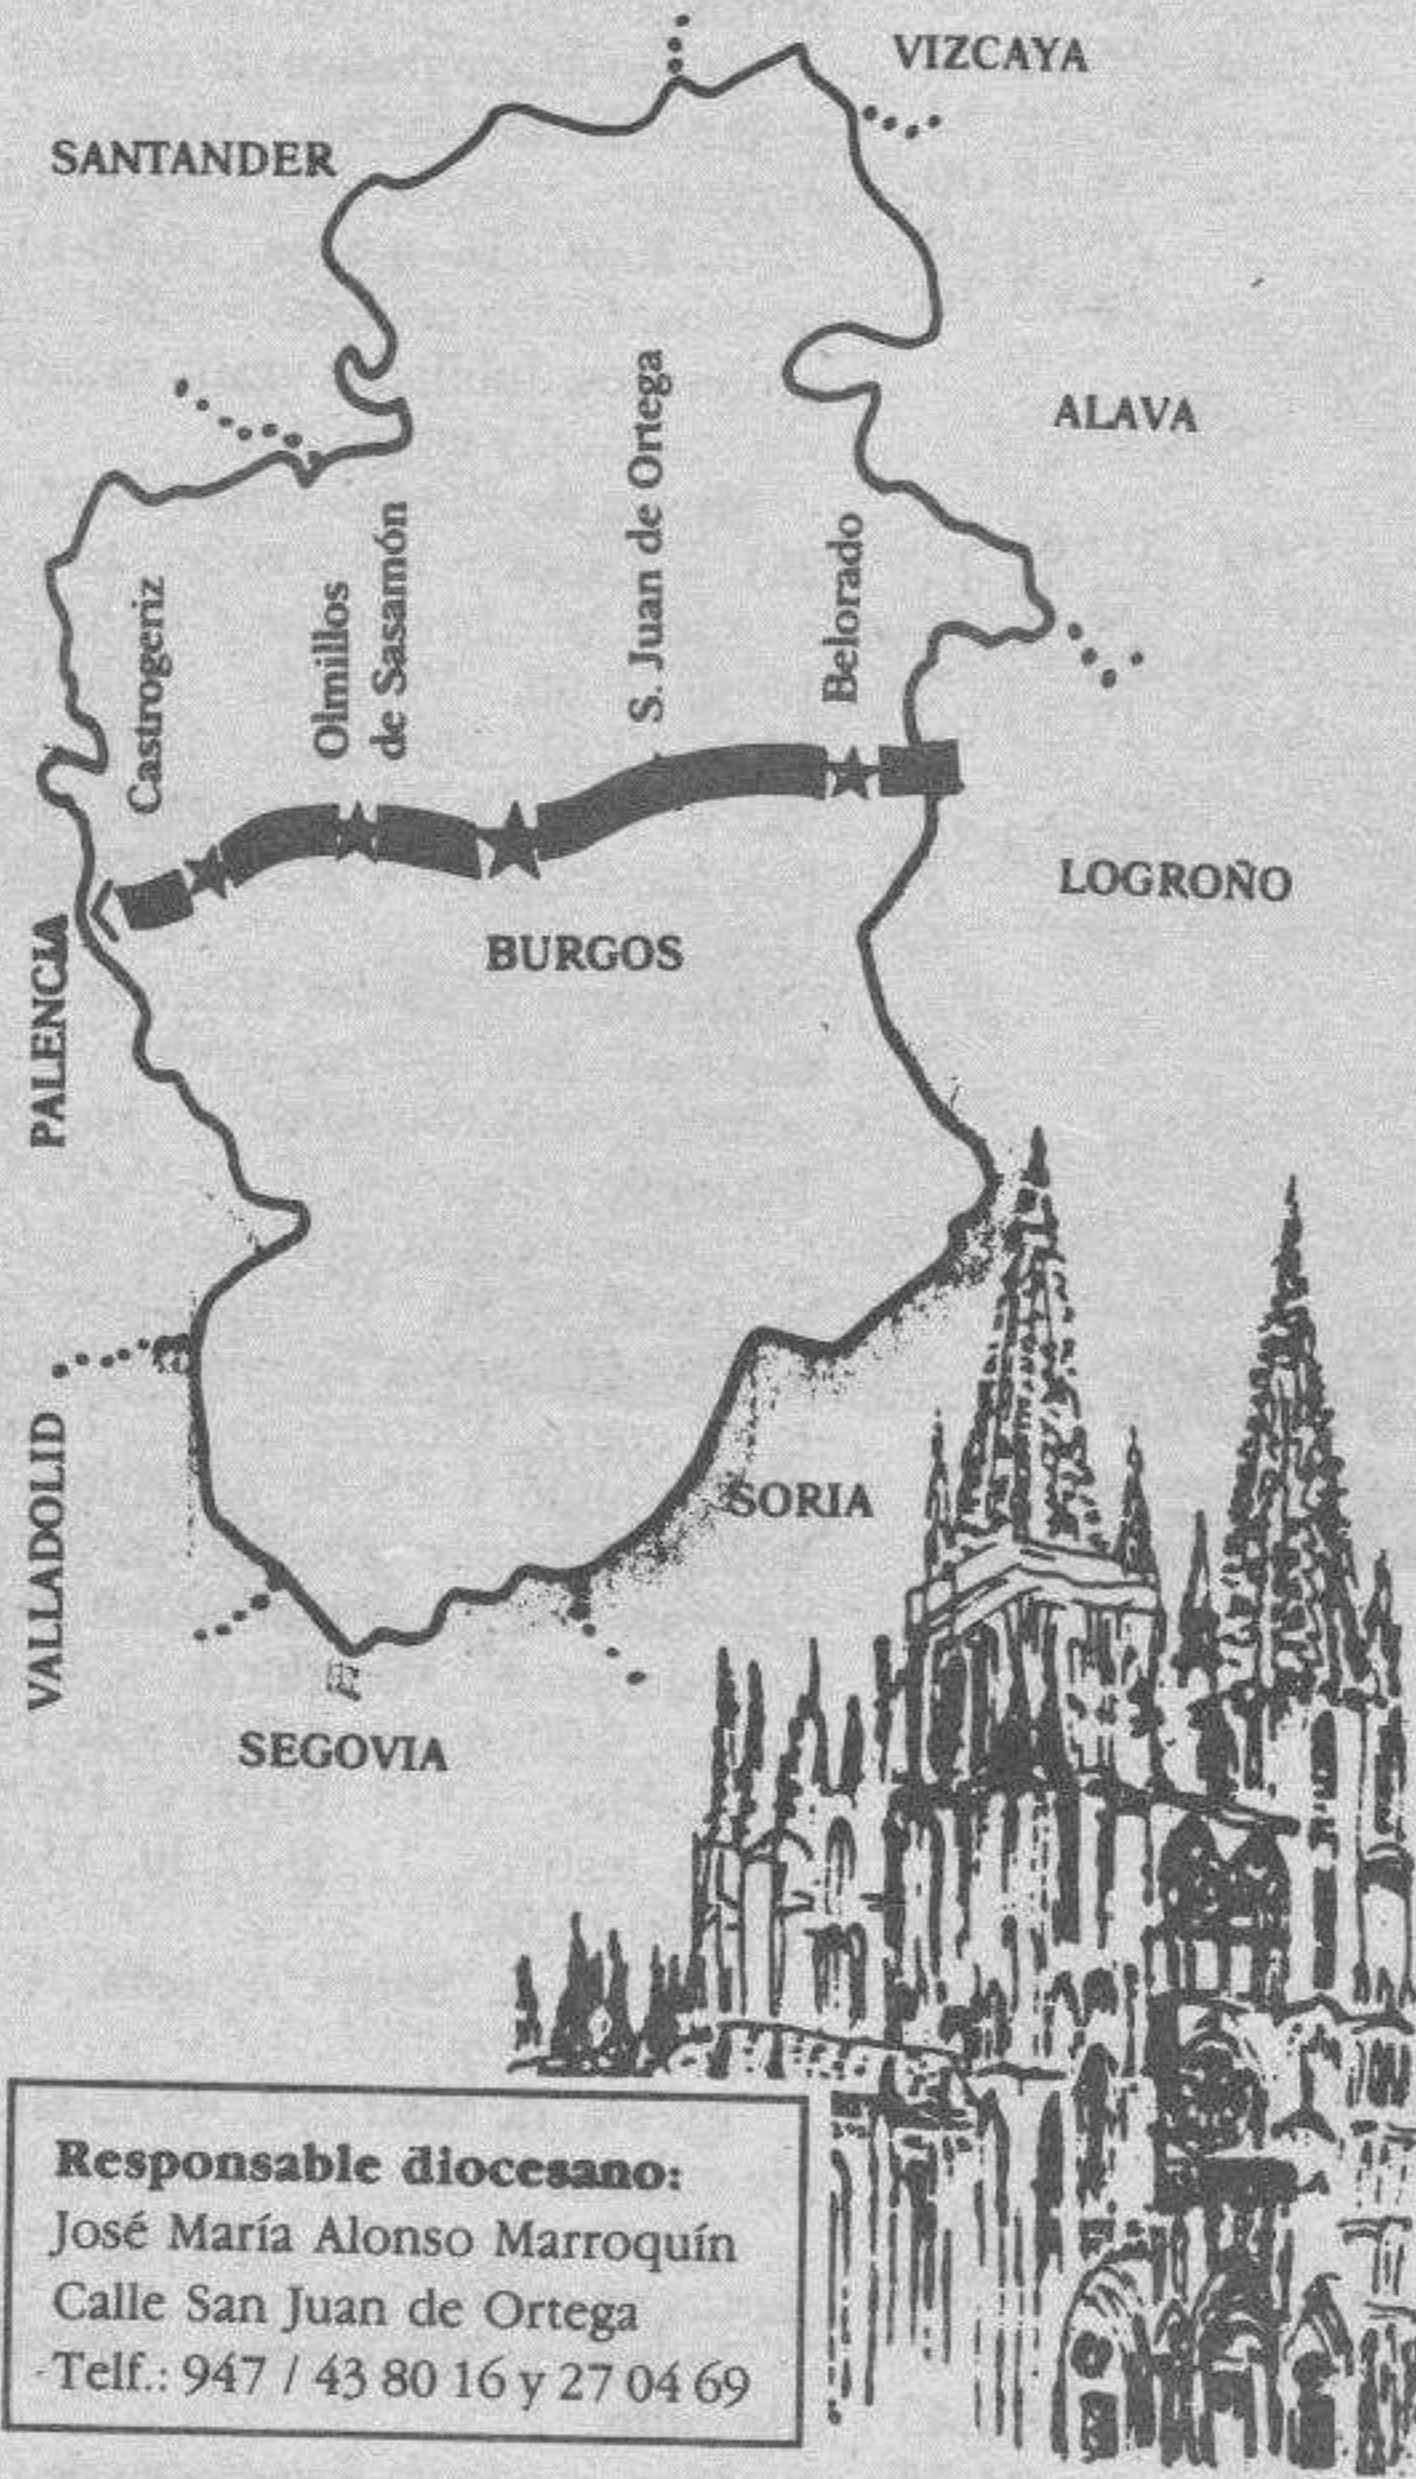 VIZCAYA
SANTANDER
ALAVA
S. Juan de Ortega
Belorado
Olmillos
de Sasamón
Castrogeriz
LOGROÑO
BURGOS
PALENCIA
SORIA
VALLADOLID
SEGOVIA
Responsable diocesano:
José María Alonso Marroquín
Calle San Juan de Ortega
Telf.: 947 / 43 80 16 y 27 04 69